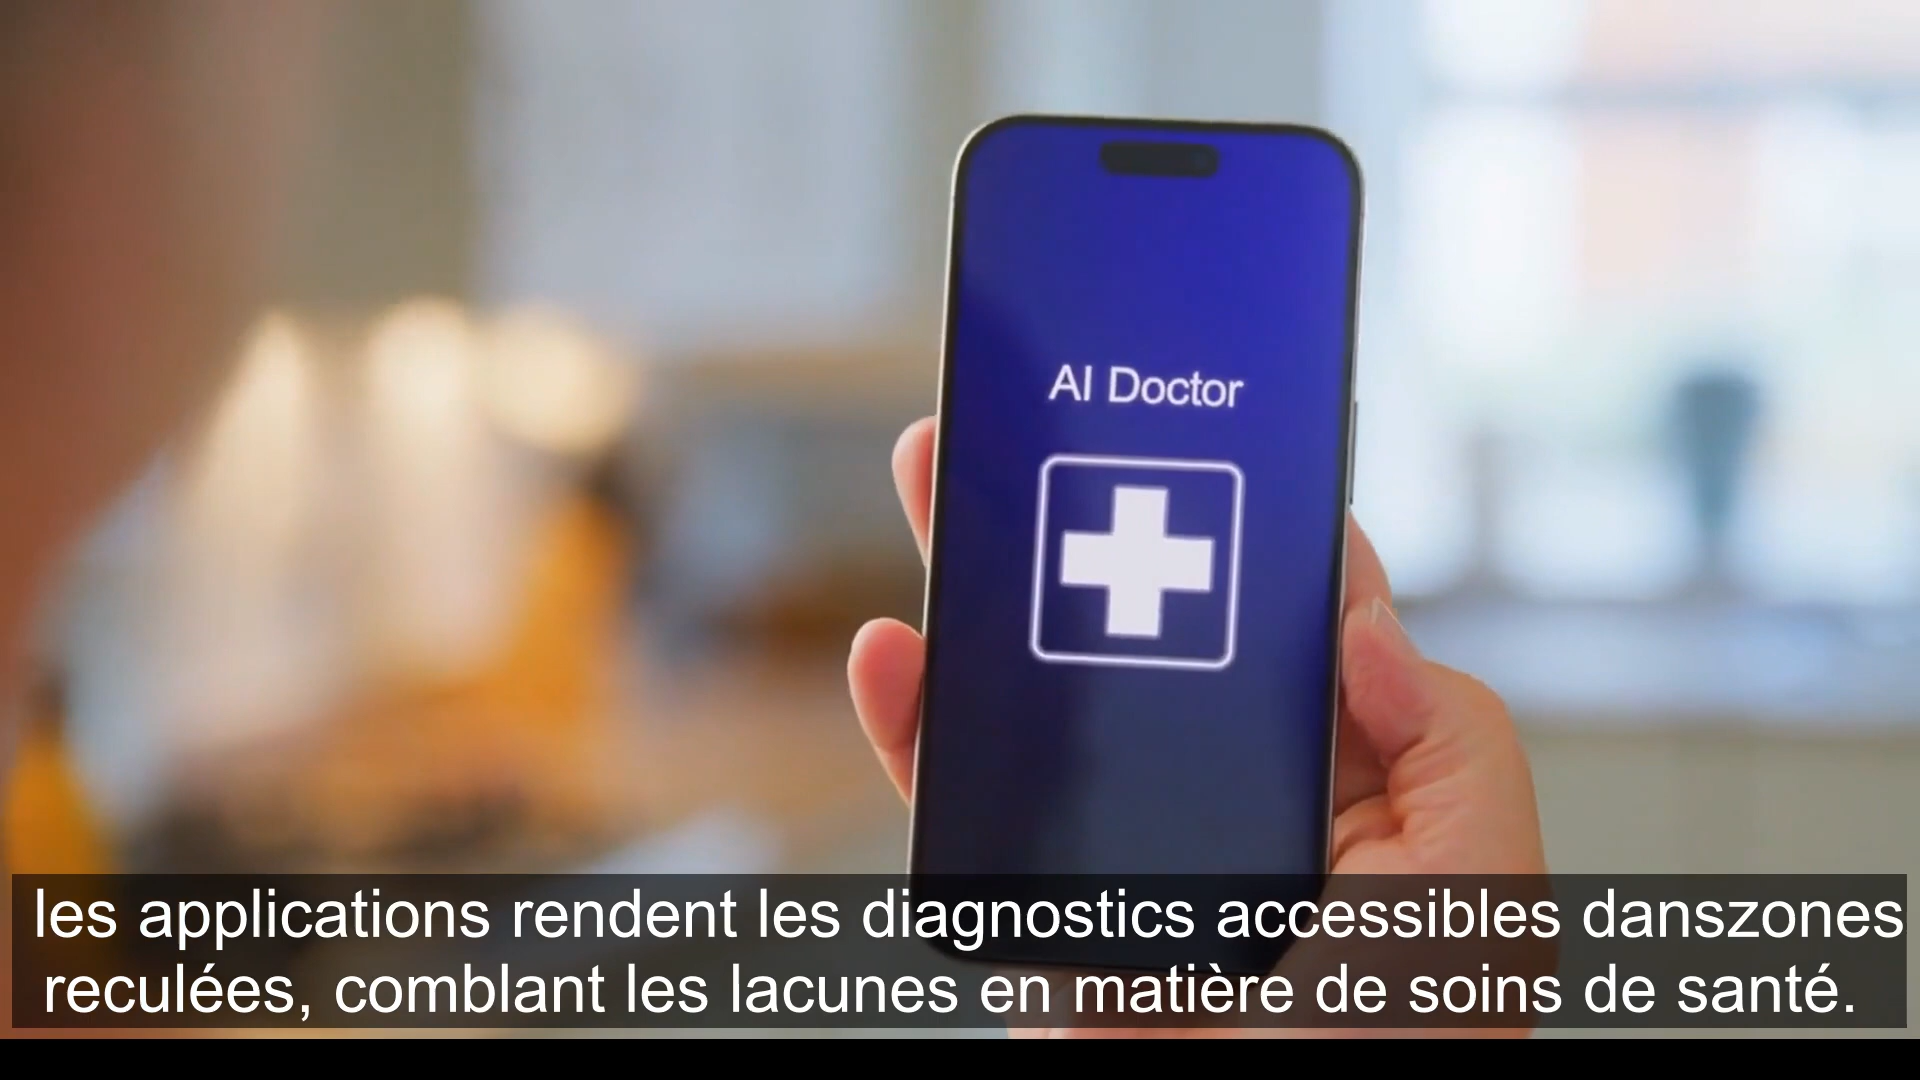 AI Doctor
les applications rendent les diagnostics accessibles danszones
reculées, comblant les lacunes en matière de soins de santé.